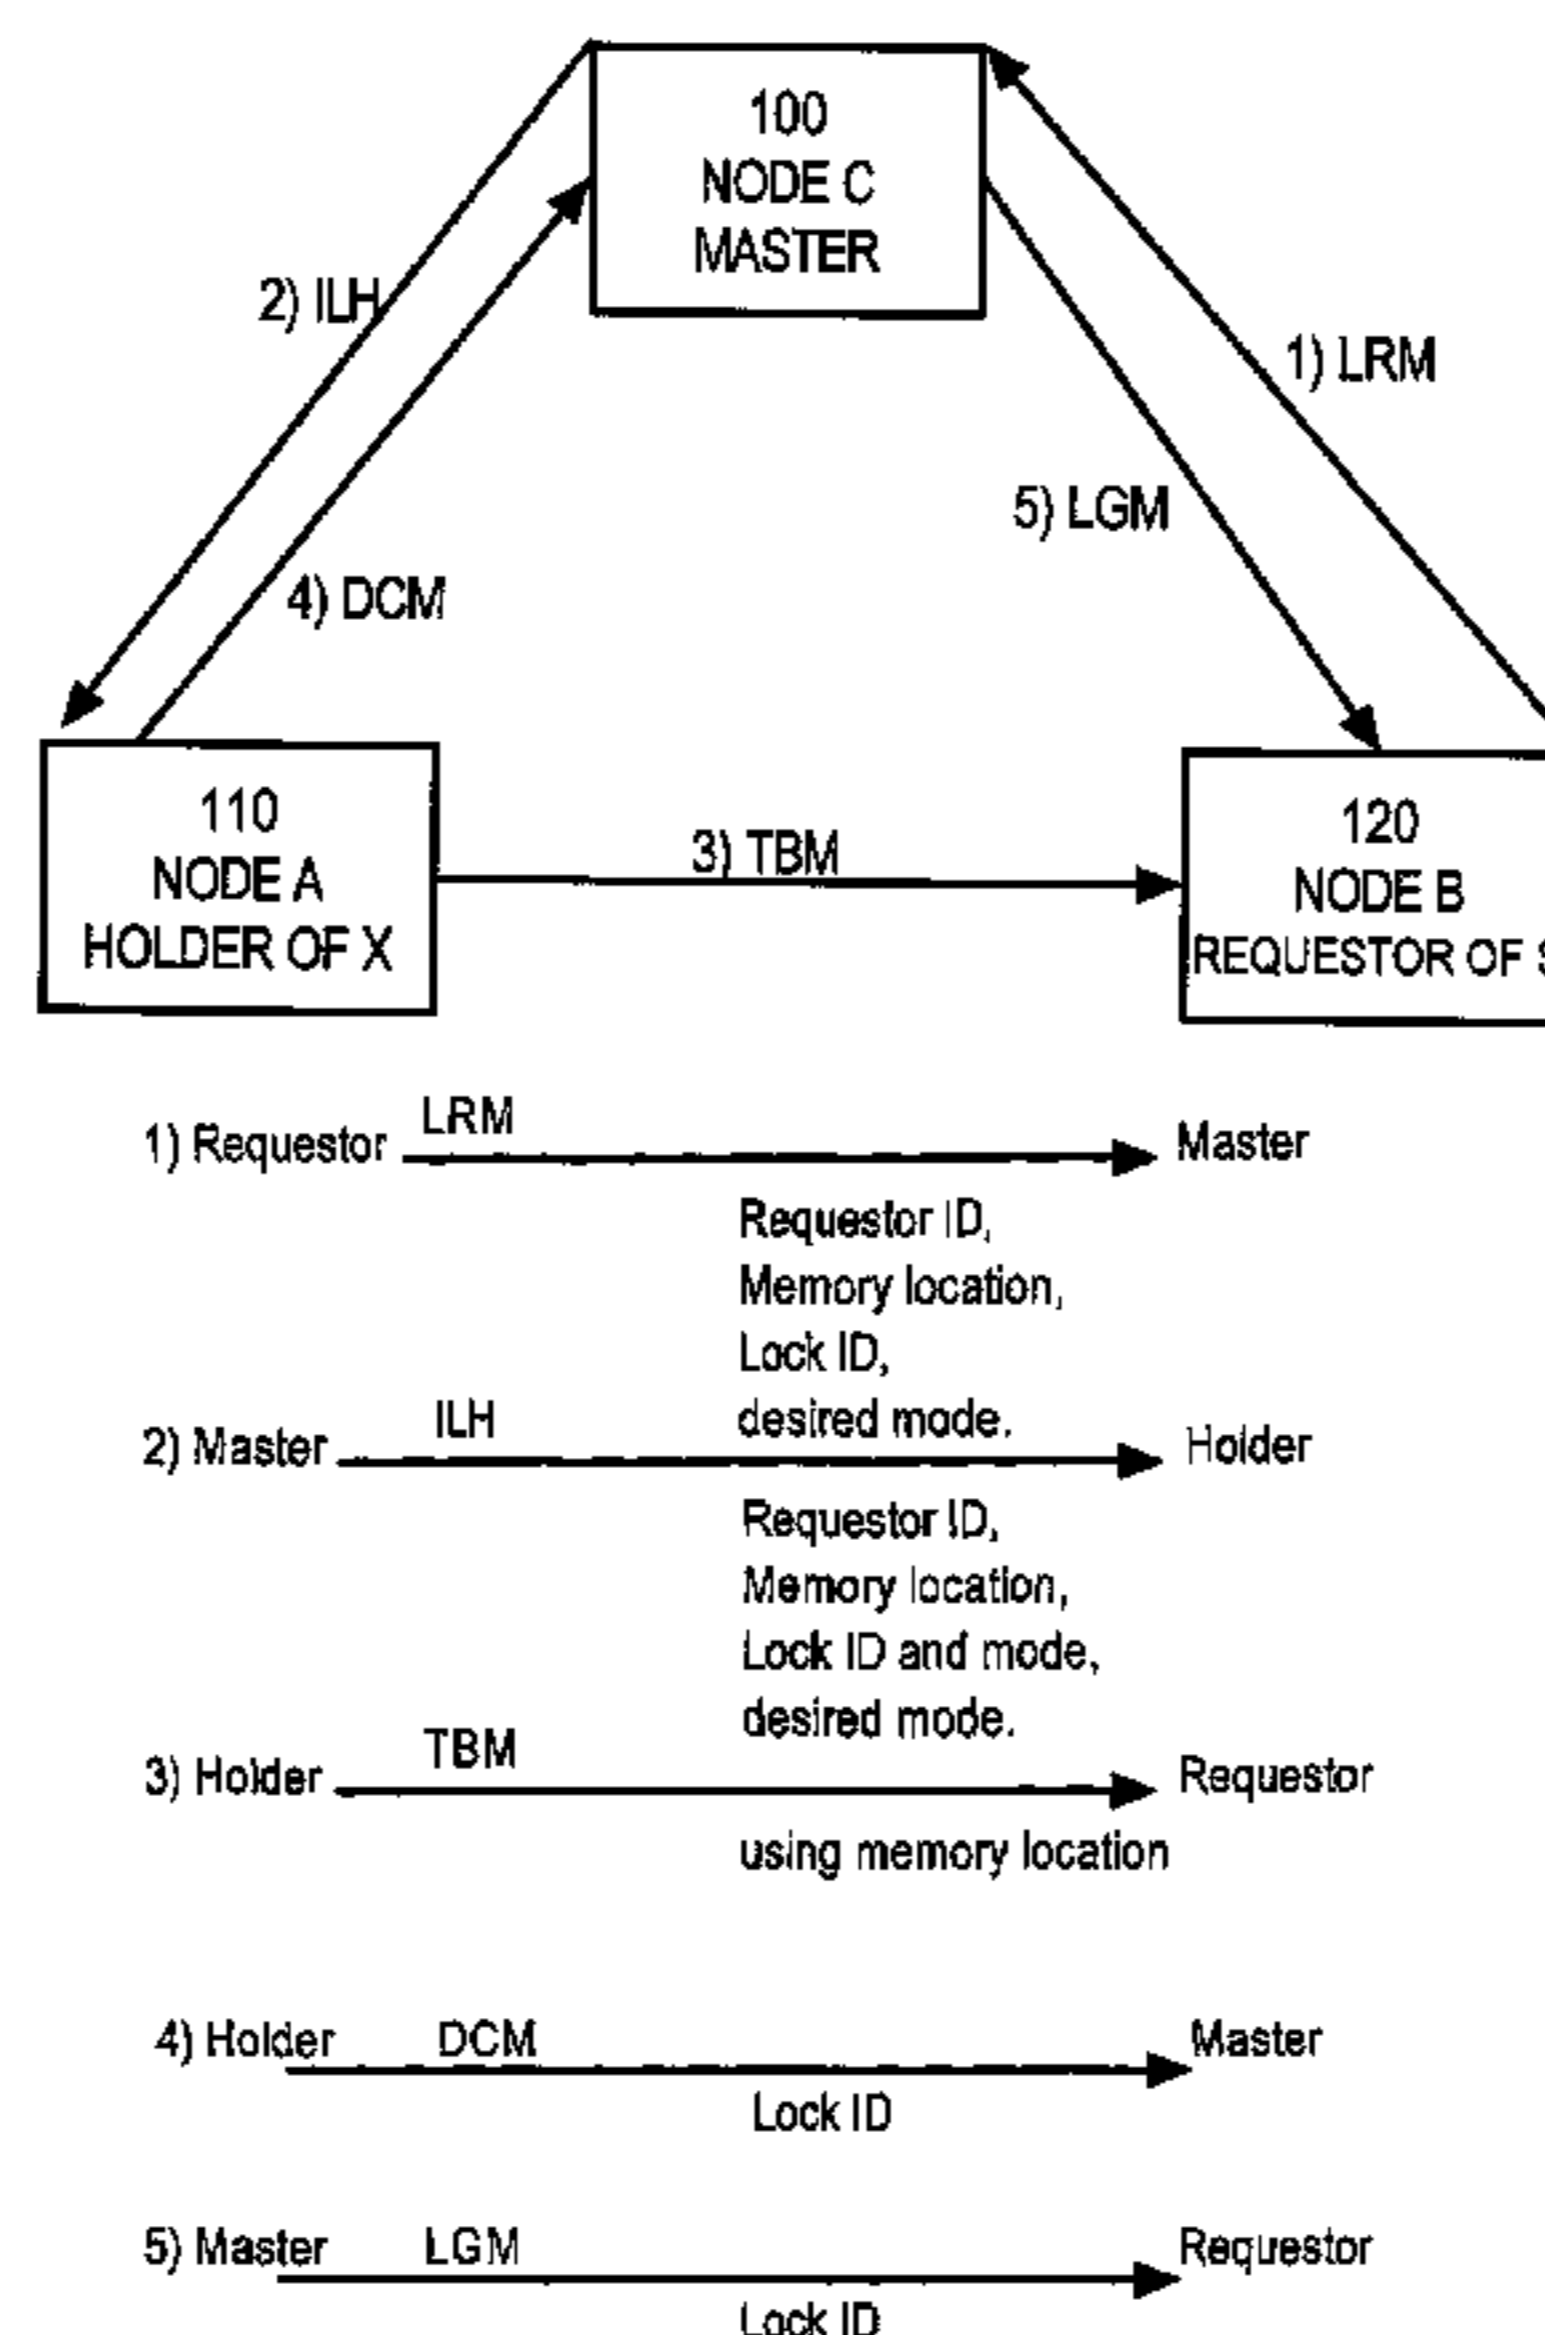 100
NODE C
MASTER
2) ILH
1) LRM
5) LGM
4) DCM
3) TBM
110
NODE A
HOLDER OF X
120
NODE B
REQUESTOR OF
1) Requestor LRM Master
Requestor ID,
Memory location,
Lock ID,
desired mode.
2) Master ILH Holder
Requestor ID,
Memory location,
Lock ID and mode,
desired mode.
3) Holder TBM Requestor
using memory location
4) Holder DCM Master
Lock ID
5) Master LGM Requestor
Lock ID